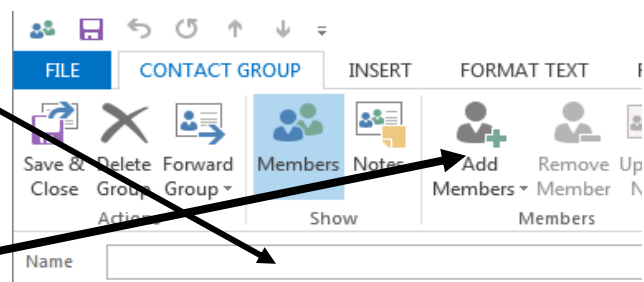 FILE CONTACT GROUP INSERT FORMAT TEXT
Save & Delete Forward Members Notes Add Remove
Close Group Group Members Member
Actions Show Members
Name